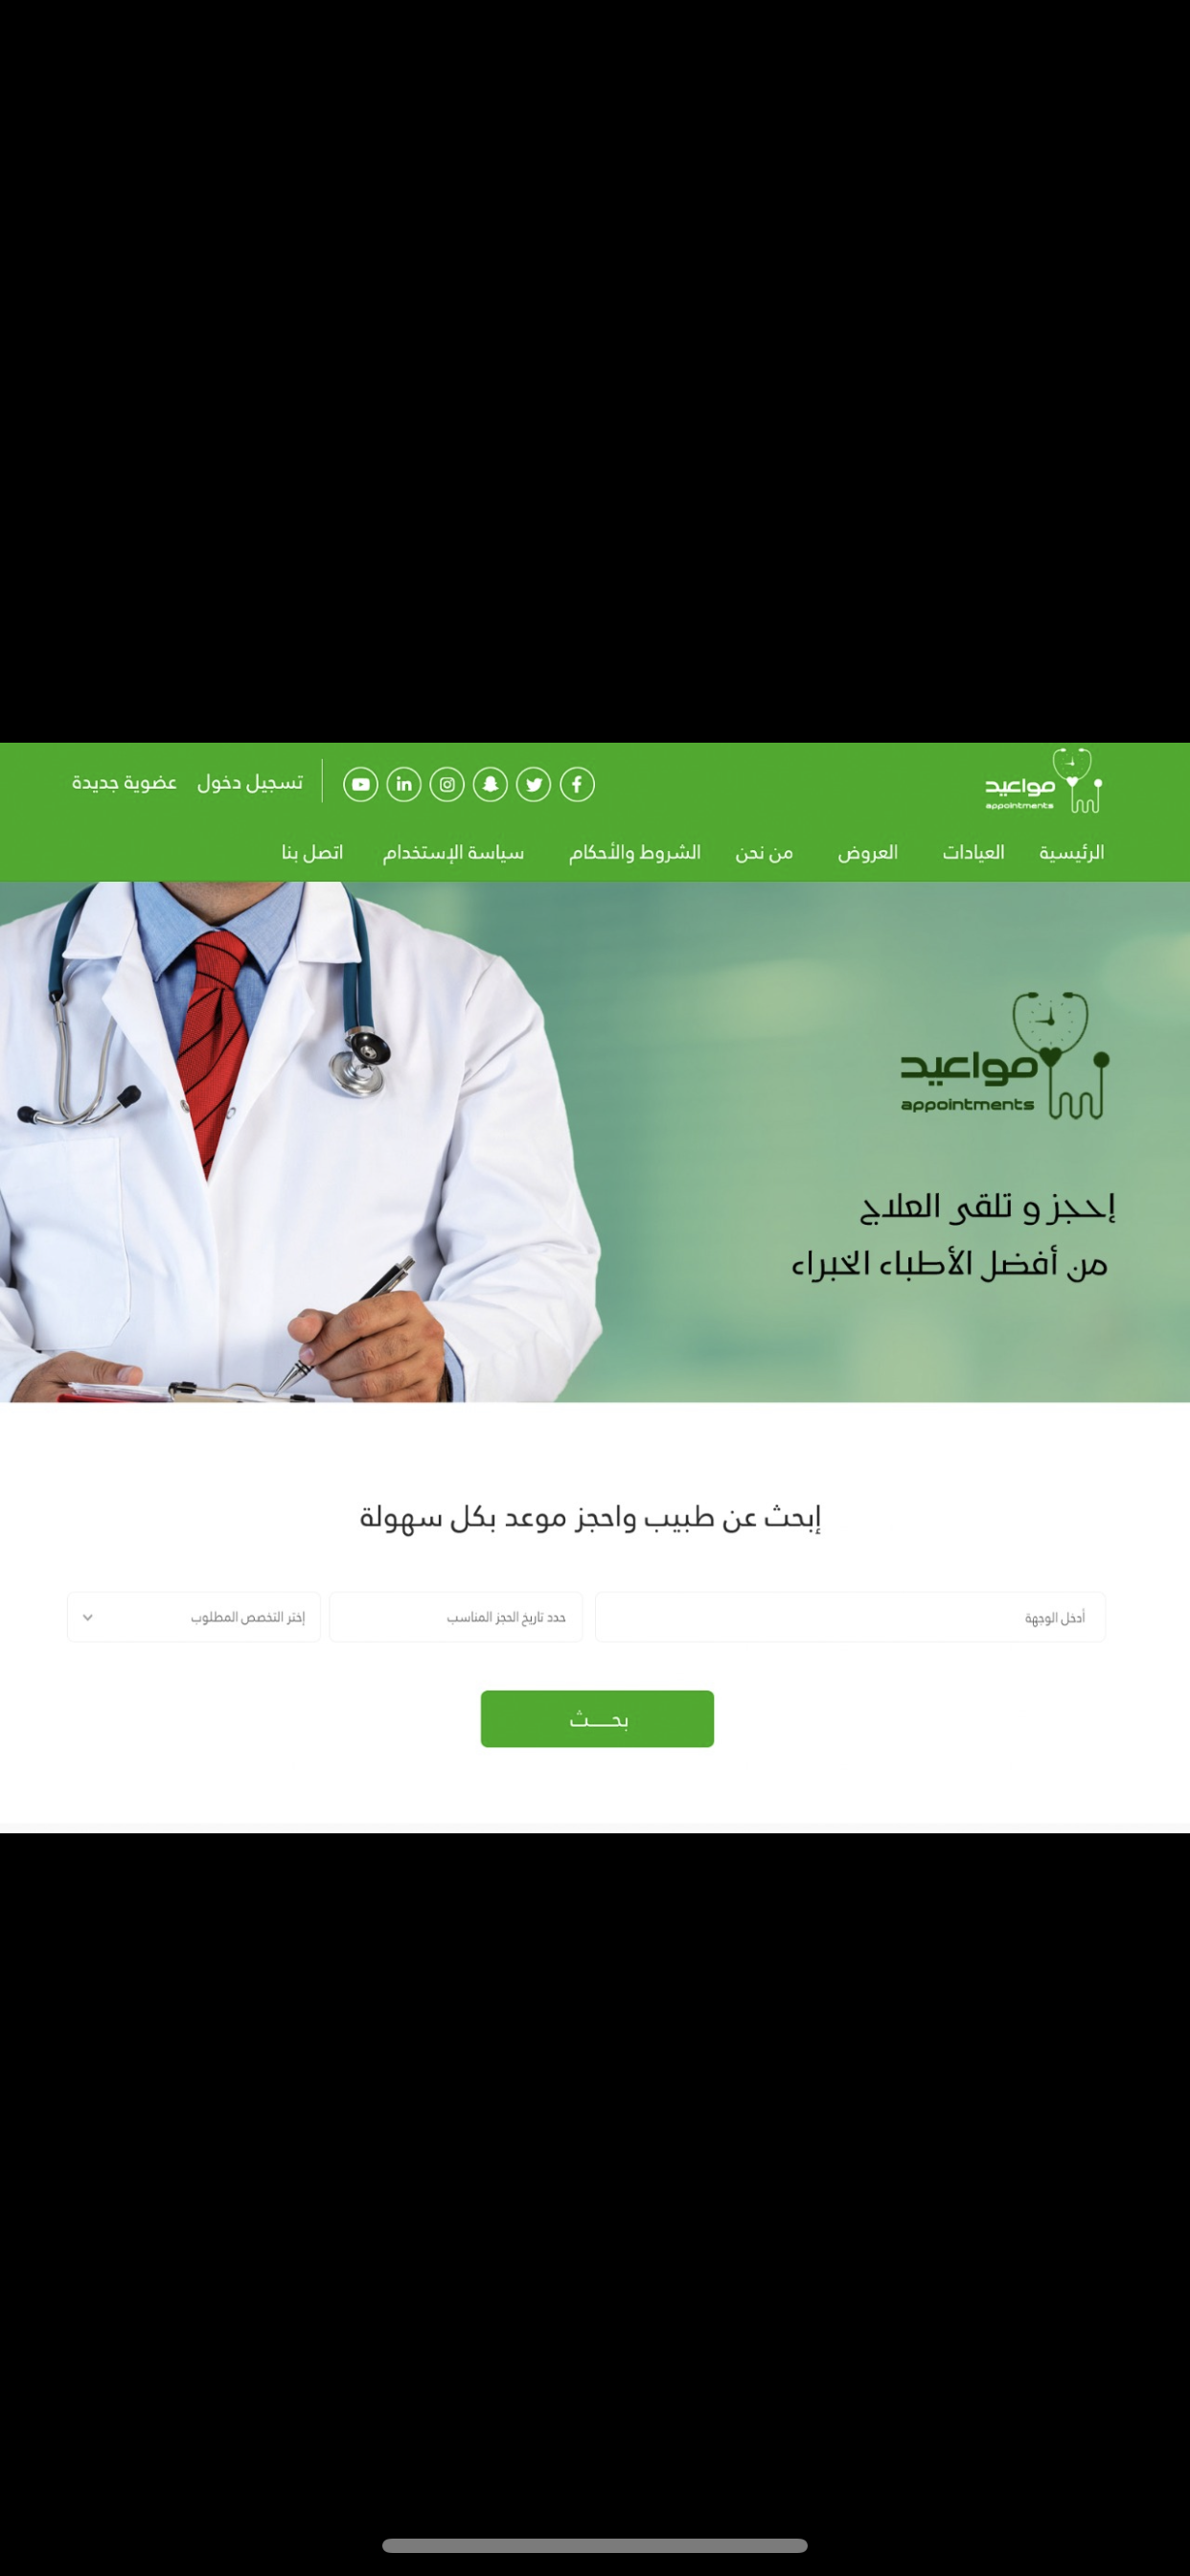 مواعيد
appointments
تسجيل دخول
عضوية جديدة
الرئيسية
العيادات
العروض
من نحن
الشروط والأحكام
سياسة الإستخدام
اتصل بنا
مواعيد
appointments
إحجز و تلقى العلاج
من أفضل الأطباء الخبراء
إبحث عن طبيب واحجز موعد بكل سهولة
أدخل الوجهة
حدد تاريخ الحجز المناسب
إختر التخصص المطلوب
بحـــث